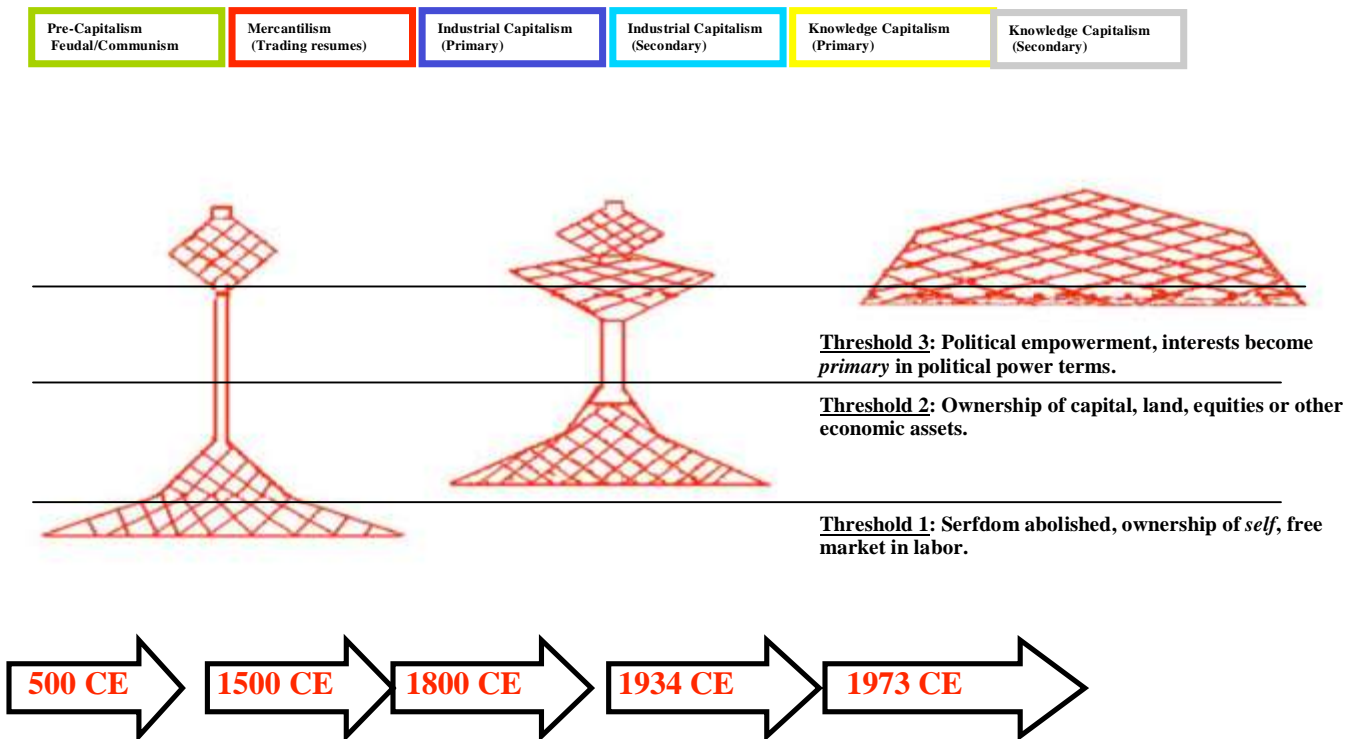 Pre-Capitalism
Feudal/Communism
Mercantilism
(Trading resumes)
Industrial Capitalism
(Primary)
Industrial Capitalism
(Secondary)
Knowledge Capitalism
(Primary)
Knowledge Capitalism
(Secondary)
Threshold 3: Political empowerment, interests become
primary in political power terms.
Threshold 2: Ownership of capital, land, equities or other
economic assets.
Threshold 1: Serfdom abolished, ownership of self, free
market in labor.
500 CE
1500 CE
1800 CE
1934 CE
1973 CE